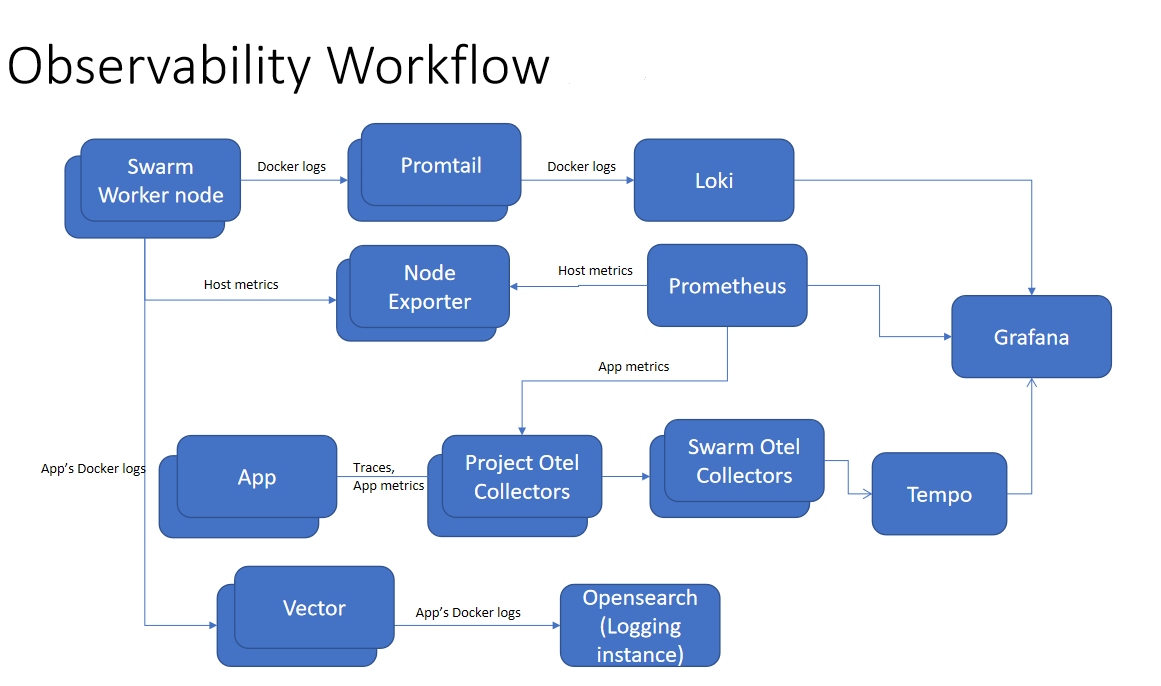 Observability Workflow
Swarm
Worker node
Docker logs
Promtail
Docker logs
Loki
Host metrics
Node
Exporter
Host metrics
Prometheus
Grafana
App metrics
App's Docker logs
App
Traces,
App metrics
Project Otel
Collectors
Swarm Otel
Collectors
Tempo
Vector
App's Docker logs
Opensearch
(Logging
instance)